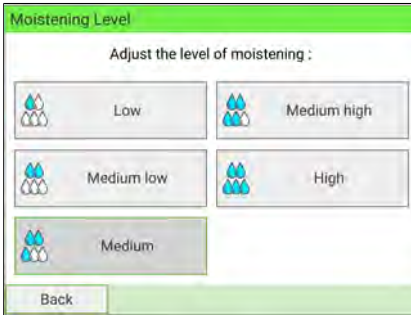 Moistening Level
Adjust the level of moistening :
Low
Medium high
Medium low
High
Medium
Back